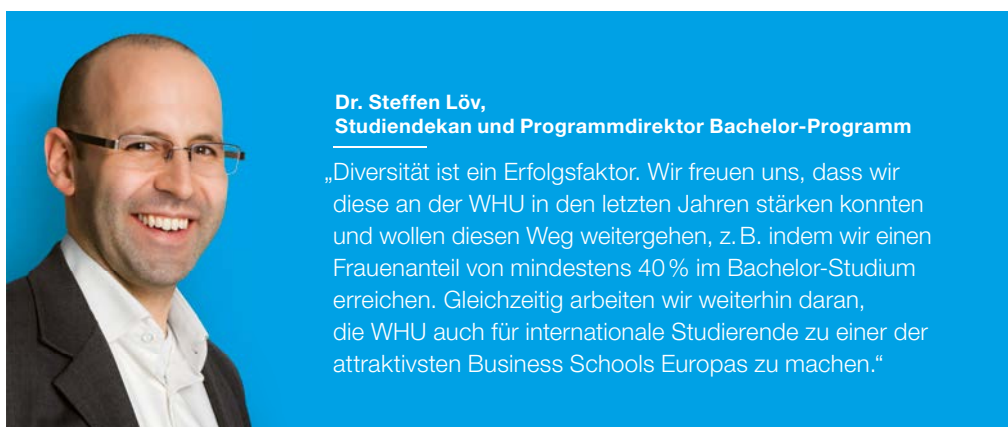 Dr. Steffen Löv,
Studiendekan und Programmdirektor Bachelor-Programm
„Diversität ist ein Erfolgsfaktor. Wir freuen uns, dass wir
diese an der WHU in den letzten Jahren stärken konnten
und wollen diesen Weg weitergehen, z. B. indem wir einen
Frauenanteil von mindestens 40 % im Bachelor-Studium
erreichen. Gleichzeitig arbeiten wir weiterhin daran,
die WHU auch für internationale Studierende zu einer der
attraktivsten Business Schools Europas zu machen.“